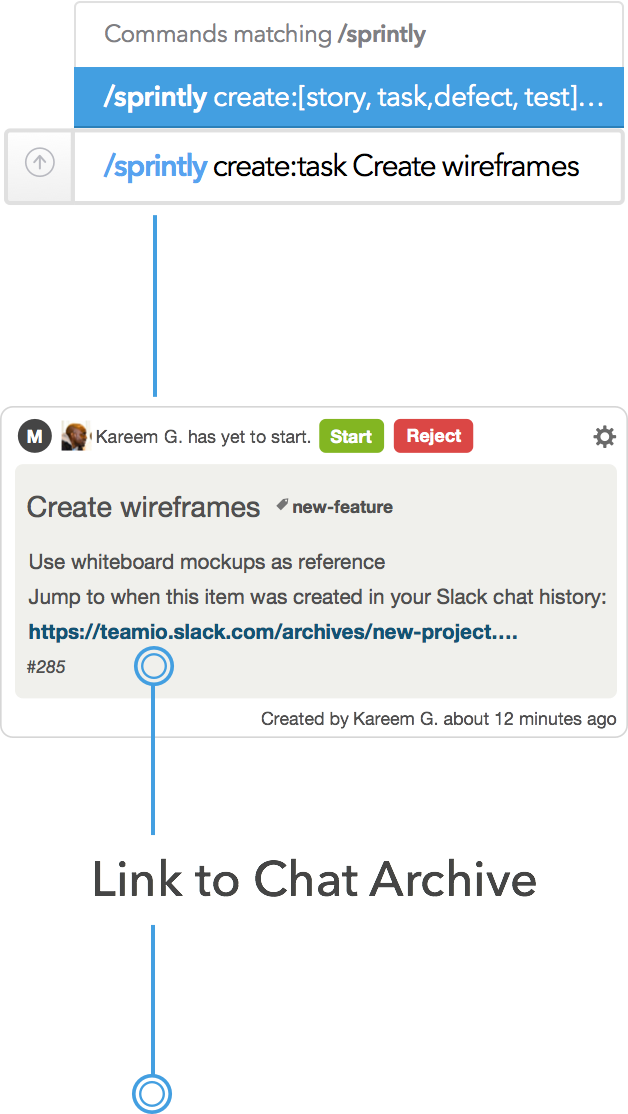 Commands matching /sprintly
/sprintly create:[story, task,defect, test]...
/sprintly create:task Create wireframes
M Kareem G. has yet to start. Start Reject
Create wireframes new-feature
Use whiteboard mockups as reference
Jump to when this item was created in your Slack chat history:
https://teamio.slack.com/archives/new-project....
#285
Created by Kareem G. about 12 minutes ago
Link to Chat Archive